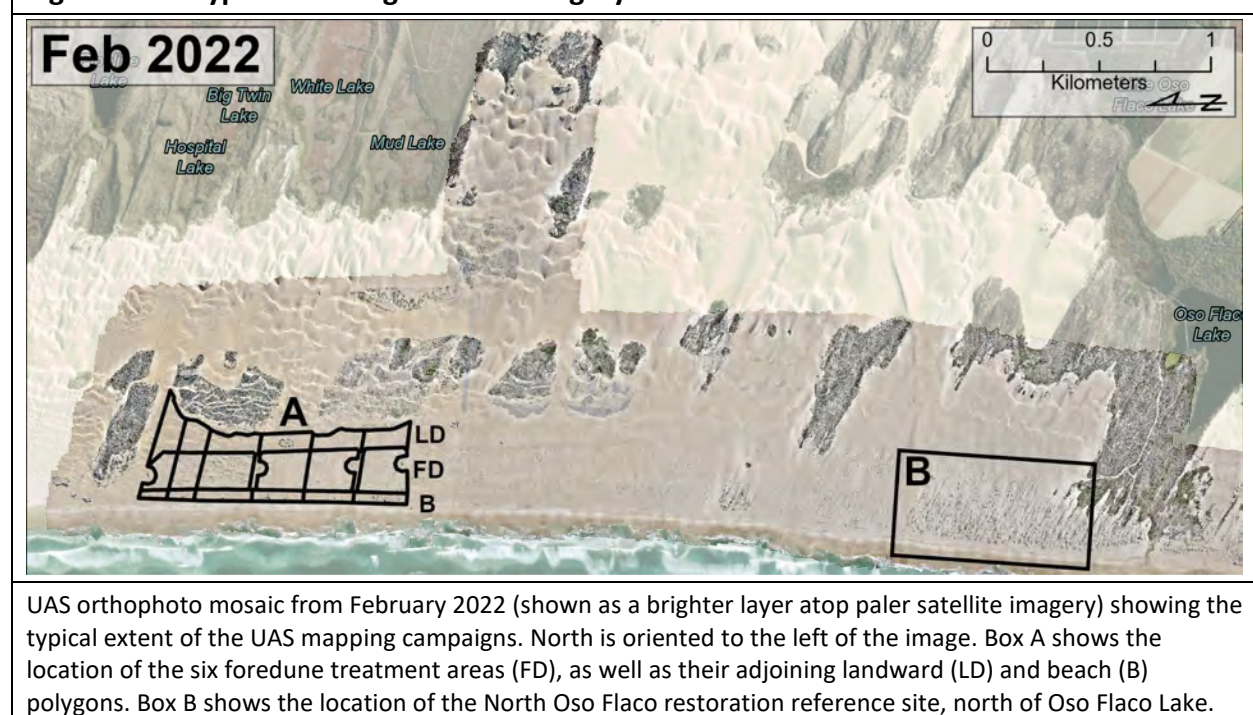 Feb 2022
0 0.5 1
Kilometers
Z
Lake
Big Twin
Lake
White Lake
Hospital
Lake
Mud Lake
Oso
Flaco Lake
Oso Flac
Lake
A
LD
FD
B
B
UAS orthophoto mosaic from February 2022 (shown as a brighter layer atop paler satellite imagery) showing the
typical extent of the UAS mapping campaigns. North is oriented to the left of the image. Box A shows the
location of the six foredune treatment areas (FD), as well as their adjoining landward (LD) and beach (B)
polygons. Box B shows the location of the North Oso Flaco restoration reference site, north of Oso Flaco Lake.